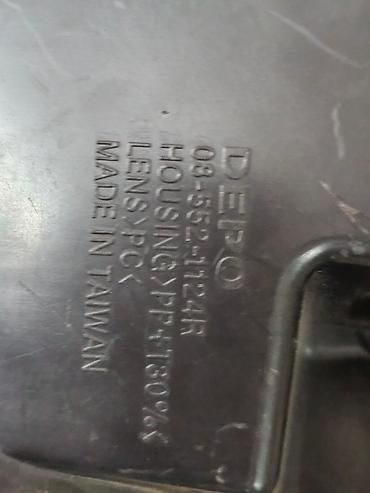 DEPO
08-552-1124R
HOUSING>PP+T30%<
LENS>PC<
MADE IN TAIWAN